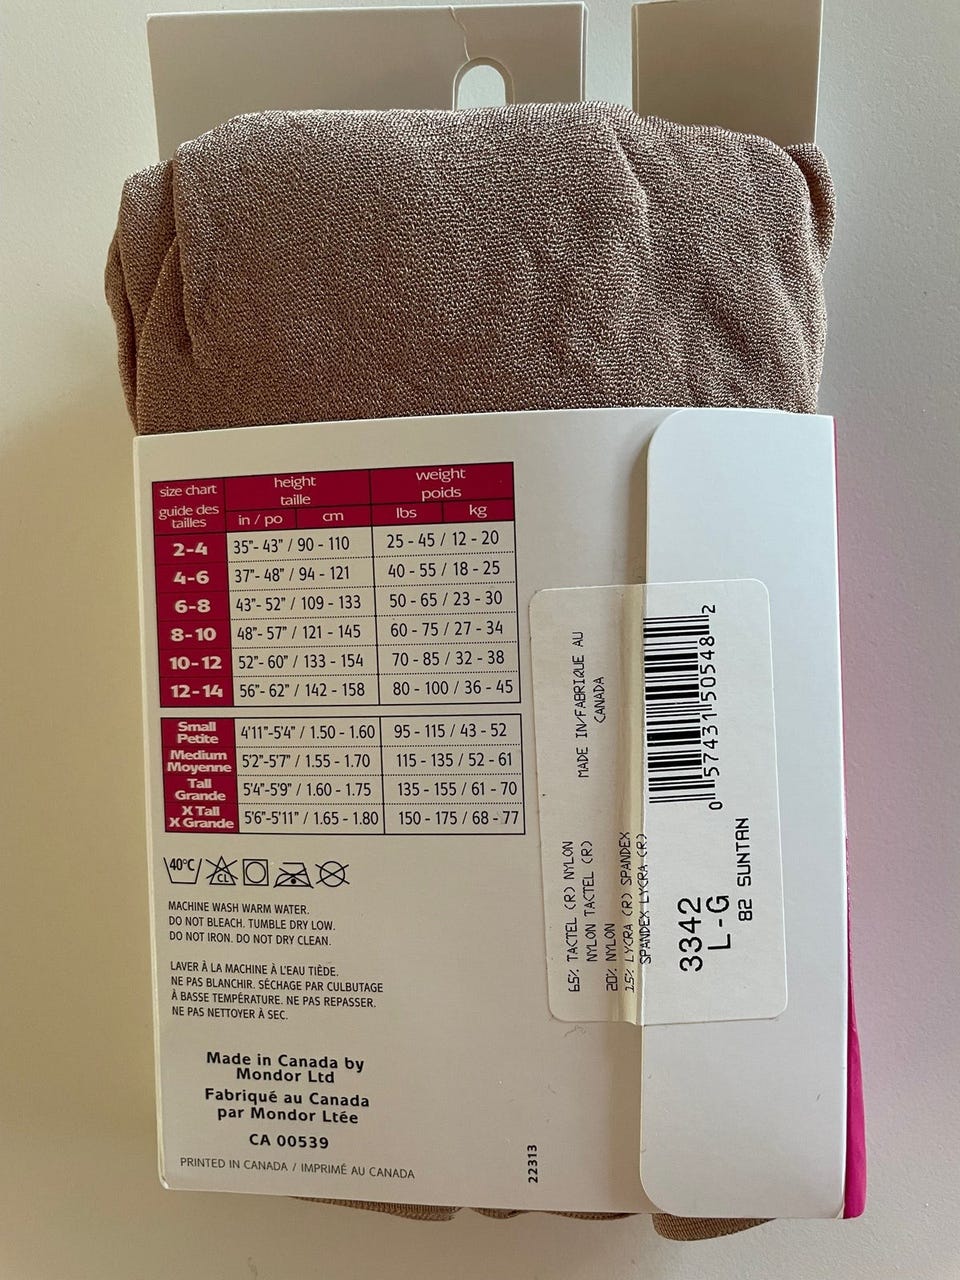 size chart
guide des
tailles
height
taille
weight
poids
in / po cm lbs kg
2-4 35"- 43" / 90 - 110 25 - 45 / 12 - 20
4-6 37"- 48" / 94 - 121 40 - 55 / 18 - 25
6-8 43"- 52" / 109 - 133 50 - 65 / 23 - 30
8-10 48"- 57" / 121 - 145 60 - 75 / 27 - 34
10-12 52"- 60" / 133 - 154 70 - 85 / 32 - 38
12-14 56"- 62" / 142 - 158 80 - 100 / 36 - 45
Small
Petite 4'11"-5'4" / 1.50 - 1.60 95 - 115 / 43 - 52
Medium
Moyenne 5'2"-5'7" / 1.55 - 1.70 115 - 135 / 52 - 61
Tall
Grande 5'4"-5'9" / 1.60 - 1.75 135 - 155 / 61 - 70
X Tall
X Grande 5'6"-5'11" / 1.65 - 1.80 150 - 175 / 68 - 77
40°C CL
MACHINE WASH WARM WATER.
DO NOT BLEACH. TUMBLE DRY LOW.
DO NOT IRON. DO NOT DRY CLEAN.
LAVER À LA MACHINE À L'EAU TIÈDE.
NE PAS BLANCHIR. SÉCHAGE PAR CULBUTAGE
À BASSE TEMPÉRATURE. NE PAS REPASSER.
NE PAS NETTOYER À SEC.
Made in Canada by
Mondor Ltd
Fabriqué au Canada
par Mondor Ltée
CA 00539
PRINTED IN CANADA / IMPRIMÉ AU CANADA
22313
65% TACTEL (R) NYLON
NYLON TACTEL (R)
20% NYLON
15% LYCRA (R) SPANDEX
SPANDEX LYCRA (R)
MADE IN/FABRIQUE AU
CANADA
0 57431 50548 2
3342
L-G
82 SUNTAN